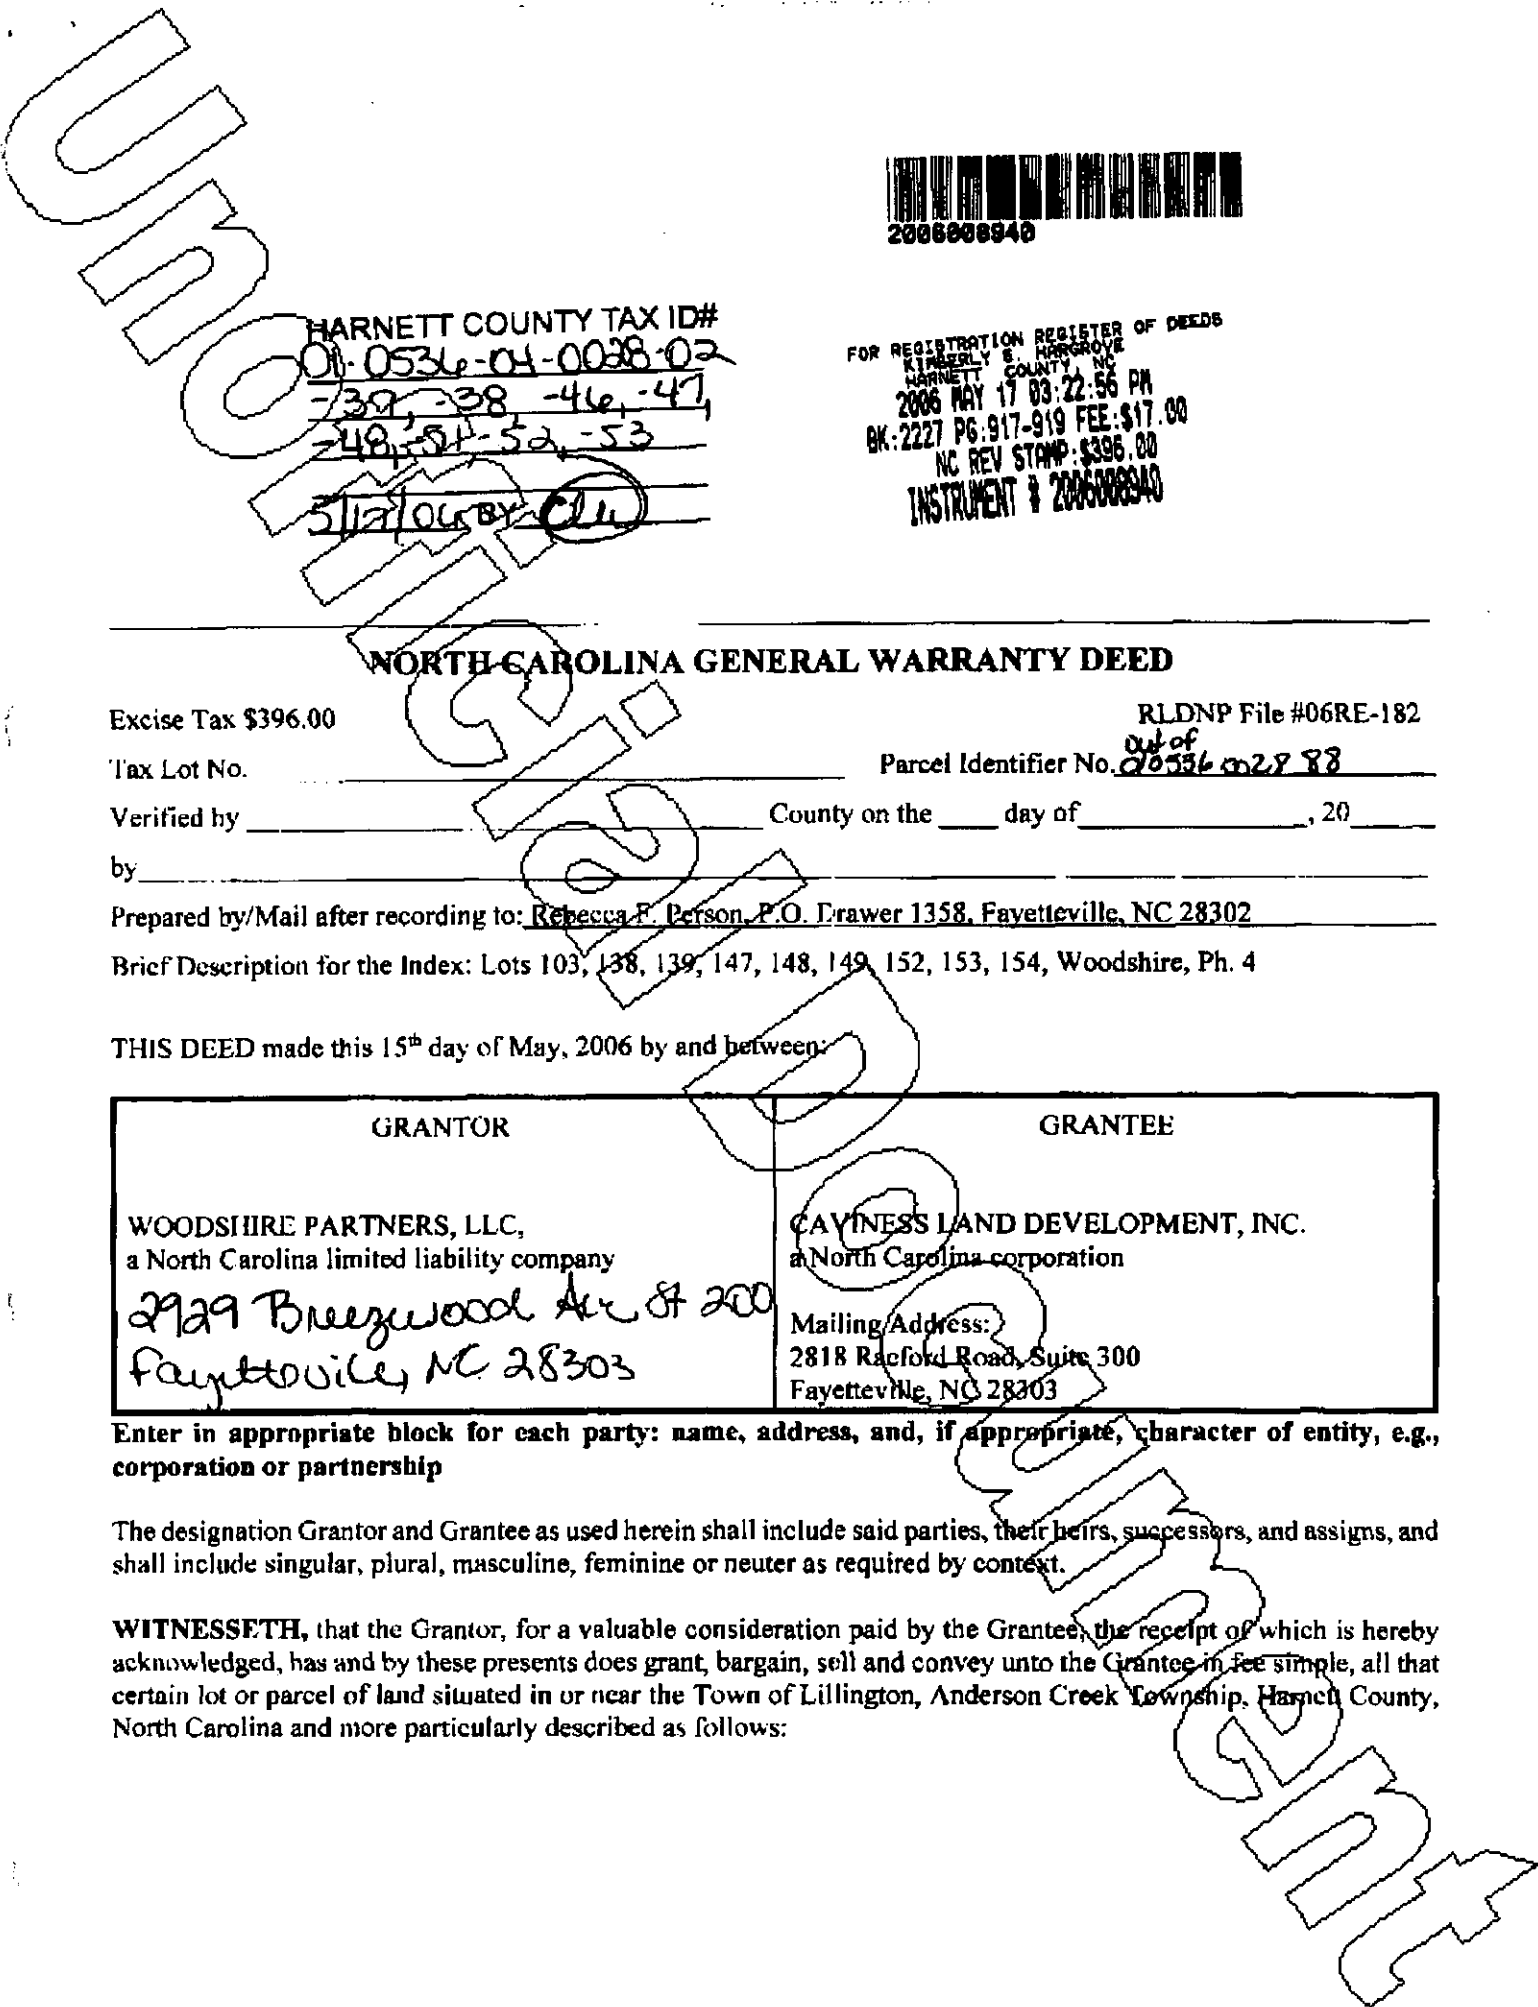 2006008940
HARNETT COUNTY TAX ID#
01-0536-04-0028-02
-39, -38 -46, -47,
-48, -51 -52, -53
5/17/06 BY
FOR REGISTRATION REGISTER OF DEEDS
KIMBERLY S. HARGROVE
HARNETT COUNTY, NC
2006 MAY 17 03:22:56 PM
BK:2227 PG:917-919 FEE:$17.00
NC REV STAMP:$396.00
INSTRUMENT # 2006008940
NORTH CAROLINA GENERAL WARRANTY DEED
Excise Tax $396.00 RLDNP File #06RE-182
out of
Tax Lot No. Parcel Identifier No. 0028 88
Verified by County on the day of , 20
by
Prepared by/Mail after recording to: Rebecca F. Person, P.O. Drawer 1358, Fayetteville, NC 28302
Brief Description for the Index: Lots 103, 138, 139, 147, 148, 149, 152, 153, 154, Woodshire, Ph. 4
THIS DEED made this 15th day of May, 2006 by and between:
GRANTOR
WOODSHIRE PARTNERS, LLC,
a North Carolina limited liability company
2929 Breezwood Ave St 200
Fayetteville, NC 28303
GRANTEE
CAVINESS LAND DEVELOPMENT, INC.
a North Carolina corporation
Mailing Address:
2818 Raeford Road, Suite 300
Fayetteville, NC 28303
Enter in appropriate block for each party: name, address, and, if appropriate, character of entity, e.g.,
corporation or partnership
The designation Grantor and Grantee as used herein shall include said parties, their heirs, successors, and assigns, and
shall include singular, plural, masculine, feminine or neuter as required by context.
WITNESSETH, that the Grantor, for a valuable consideration paid by the Grantee, the receipt of which is hereby
acknowledged, has and by these presents does grant, bargain, sell and convey unto the Grantee in fee simple, all that
certain lot or parcel of land situated in or near the Town of Lillington, Anderson Creek Township, Harnett County,
North Carolina and more particularly described as follows:
Unofficial Document